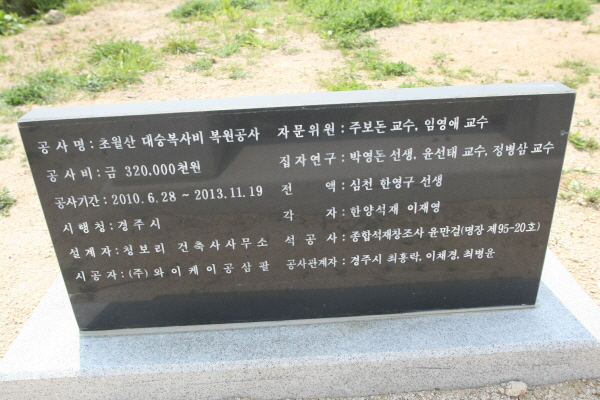 공 사 명 : 초월산 대숭복사비 복원공사
공 사 비 : 금 320,000천원
공사기간 : 2010.6.28 ~ 2013.11.19
시 행 청 : 경주시
설 계 자 : 청보리 건축사사무소
시 공 자 : (주)와이케이공삼팔
자 문 위 원 : 주보돈 교수, 임영애 교수
집 자 연 구 : 박영돈 선생, 윤선태 교수, 정병삼 교수
전 액 : 심천 한영구 선생
각 자 : 한양석재 이재영
석 공 사 : 종합석재창조사 윤만걸(명장 제95-20호)
공사관계자 : 경주시 최홍락, 이채경, 최병윤